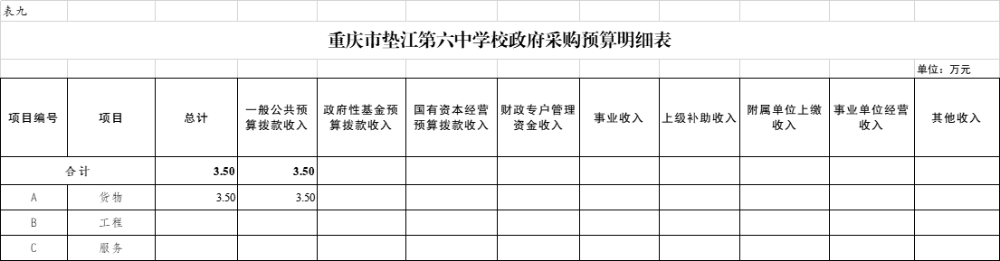 表九
重庆市垫江第六中学校政府采购预算明细表
单位：万元
项目编号 项目 总计 一般公共预算拨款收入 政府性基金预算拨款收入 国有资本经营预算拨款收入 财政专户管理资金收入 事业收入 上级补助收入 附属单位上缴收入 事业单位经营收入 其他收入
合计 3.50 3.50
A 货物 3.50 3.50
B 工程
C 服务